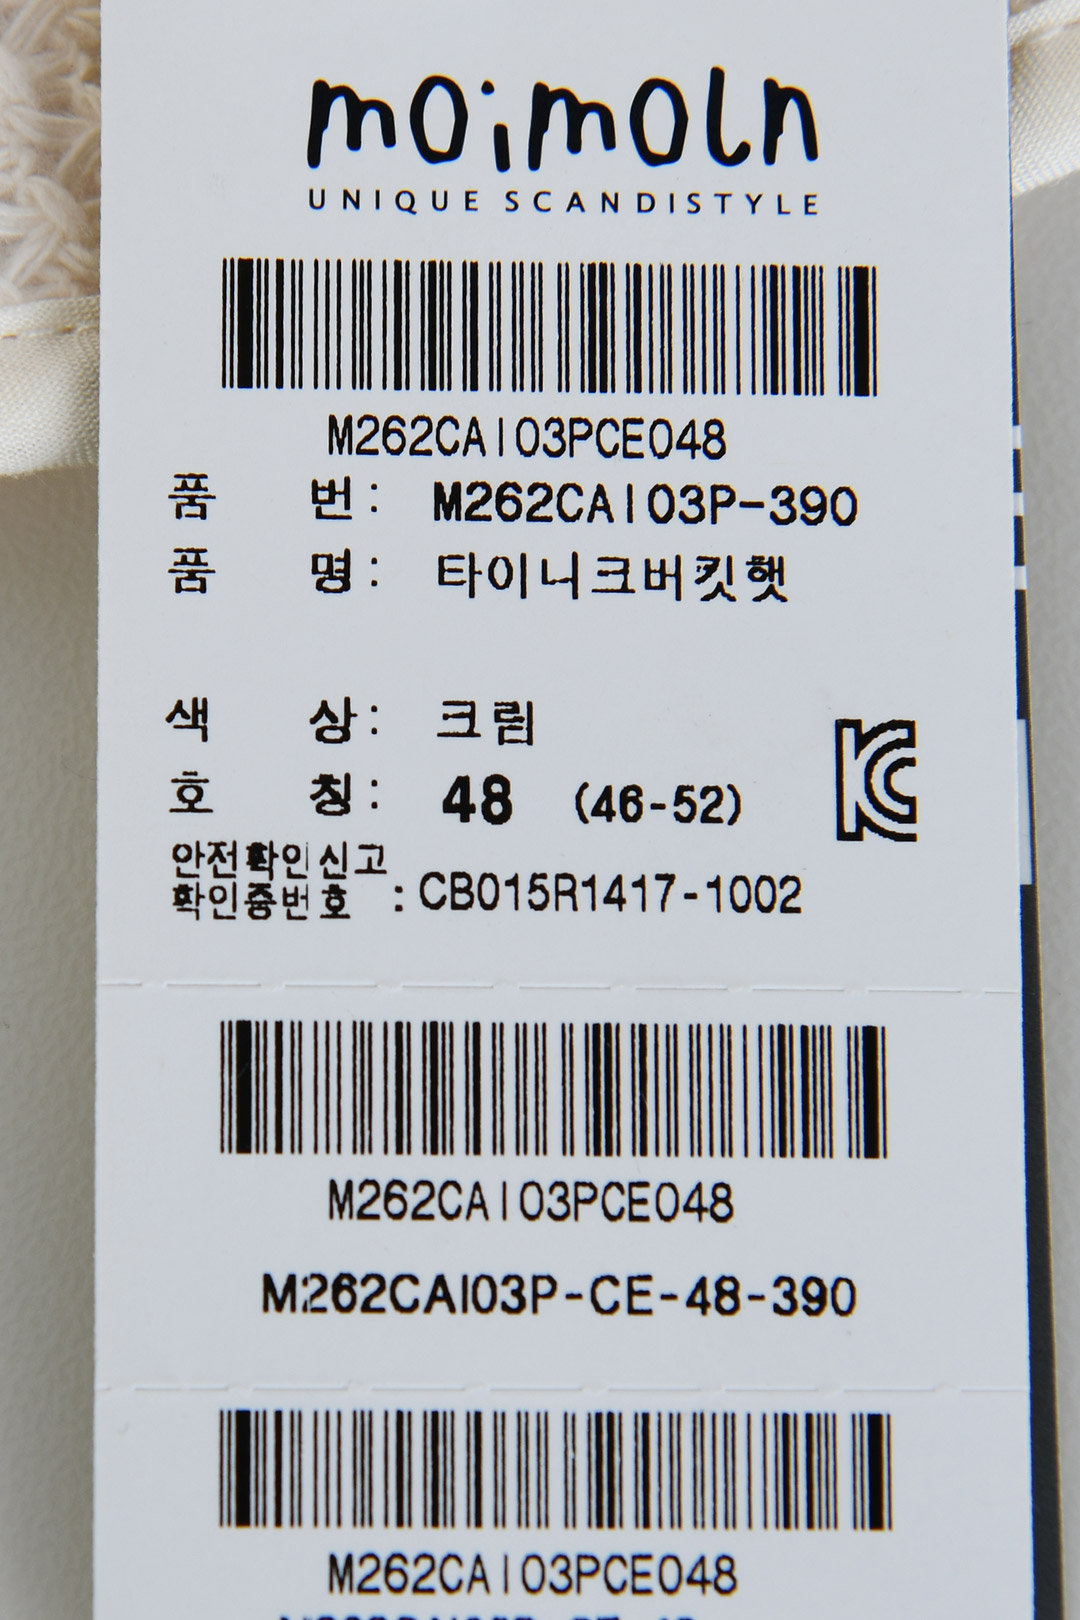 moimoln
UNIQUE SCANDISTYLE
M262CAI03PCE048
품 번: M262CAI03P-390
품 명: 타이니크버킷햇
색 상: 크림
호 칭: 48 (46-52)
안전확인신고
확인증번호 : CB015R1417-1002
M262CAI03PCE048
M262CAI03P-CE-48-390
M262CAI03PCE048